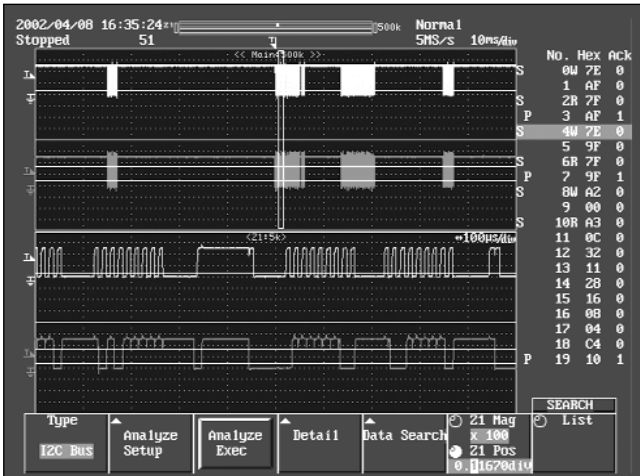 2002/04/08 16:35:24 500k Normal
Stopped 51 5MS/s 10ms/div
<< Main:500k >>
No. Hex Ack
S 0W 7E 0
1 AF 0
S 2R 7F 0
P 3 AF 1
S 4W 7E 0
5 9F 0
S 6R 7F 0
P 7 9F 1
S 8W A2 0
9 00 0
S 10R A3 0
11 0C 0
12 32 0
13 11 0
14 28 0
15 16 0
16 08 0
17 04 0
18 C4 0
P 19 10 1
<Z1:5k> 100µs/div
SEARCH
Type
I2C Bus
Analyze
Setup
Analyze
Exec
Detail
Data Search
Z1 Mag
x 100
Z1 Pos
0.11670div
List